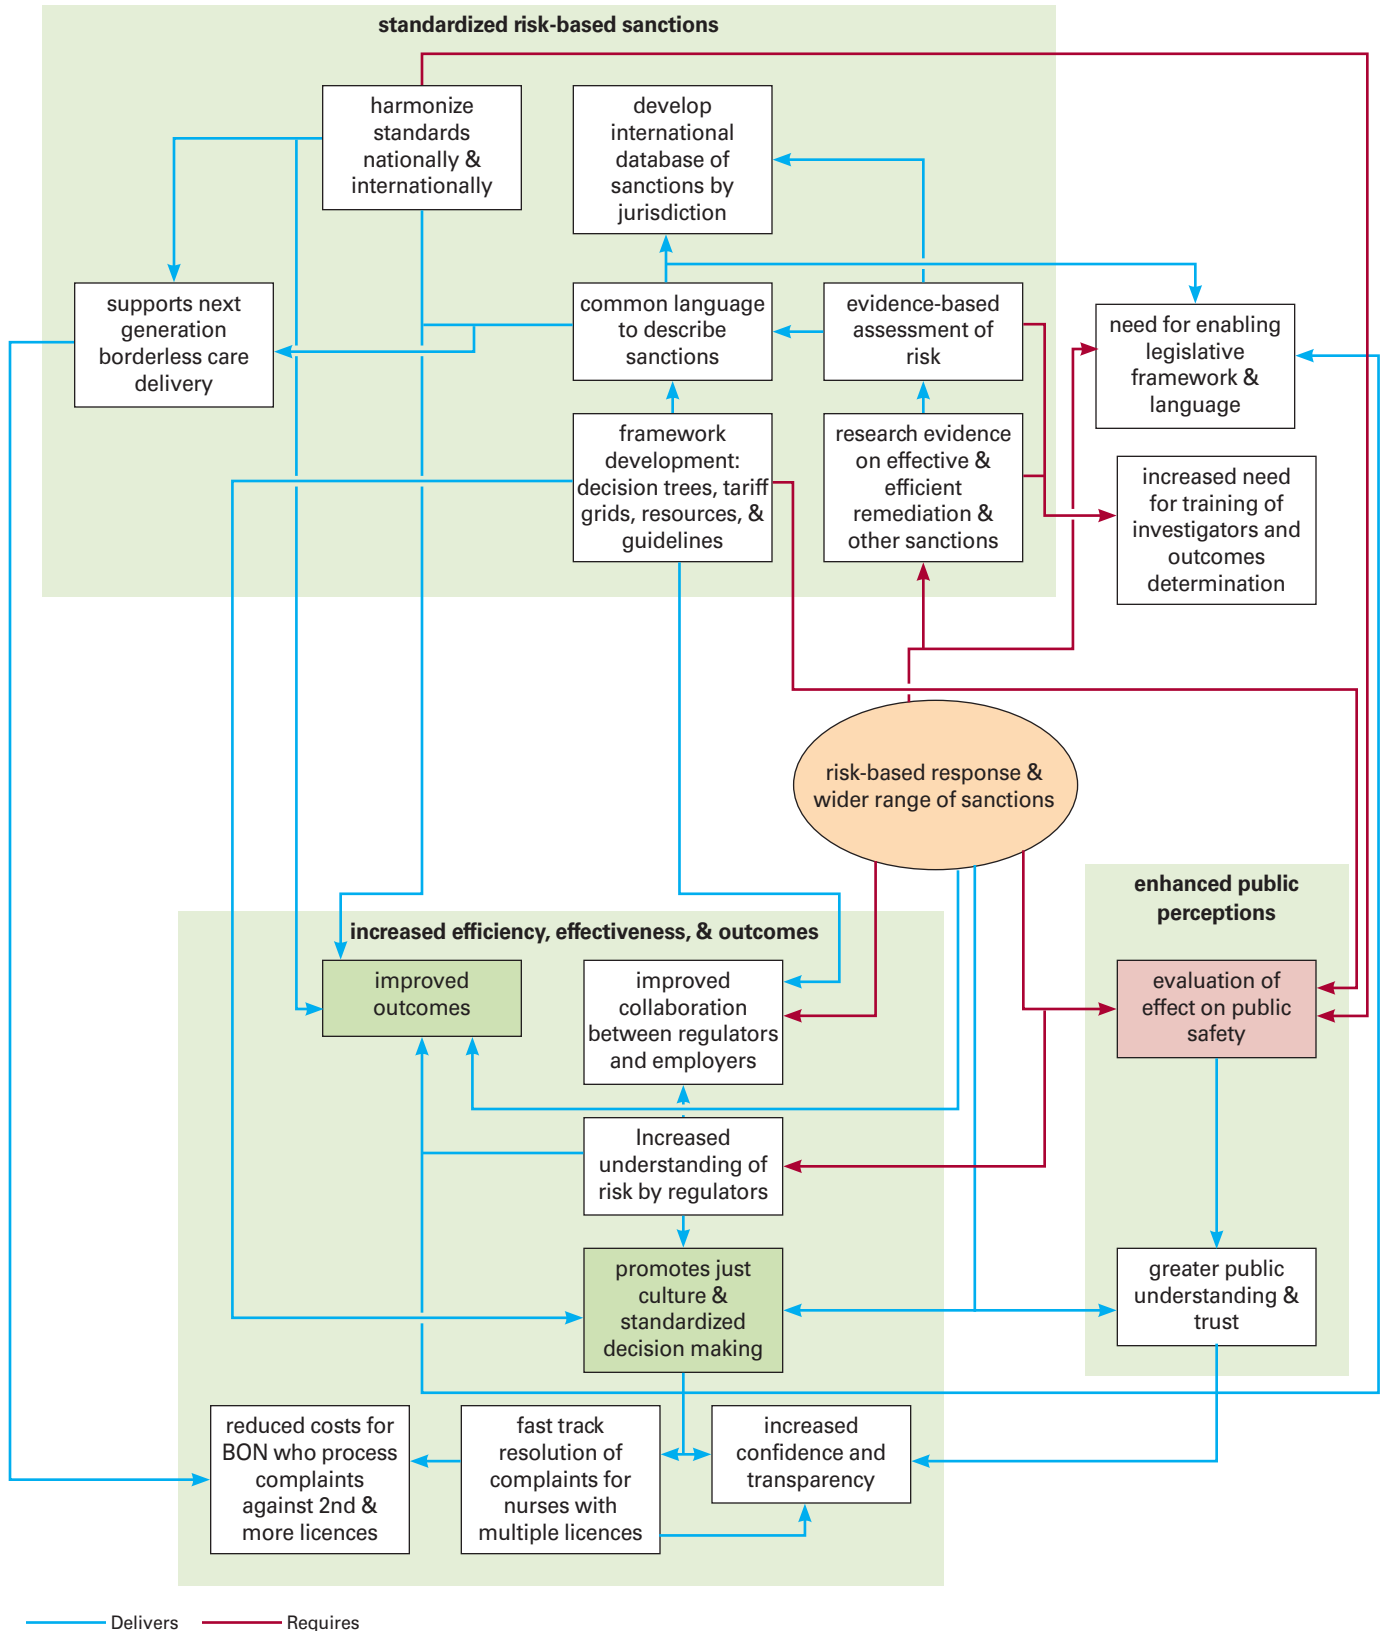 standardized risk-based sanctions
harmonize
standards
nationally &
internationally
develop
international
database of
sanctions by
jurisdiction
supports next
generation
borderless care
delivery
common language
to describe
sanctions
evidence-based
assessment of
risk
need for enabling
legislative
framework &
language
framework
development:
decision trees, tariff
grids, resources, &
guidelines
research evidence
on effective &
efficient
remediation &
other sanctions
increased need
for training of
investigators and
outcomes
determination
risk-based response &
wider range of sanctions
enhanced public
perceptions
increased efficiency, effectiveness, & outcomes
improved
outcomes
improved
collaboration
between regulators
and employers
evaluation of
effect on public
safety
Increased
understanding of
risk by regulators
promotes just
culture &
standardized
decision making
greater public
understanding &
trust
reduced costs for
BON who process
complaints
against 2nd &
more licences
fast track
resolution of
complaints for
nurses with
multiple licences
increased
confidence and
transparency
Delivers
Requires